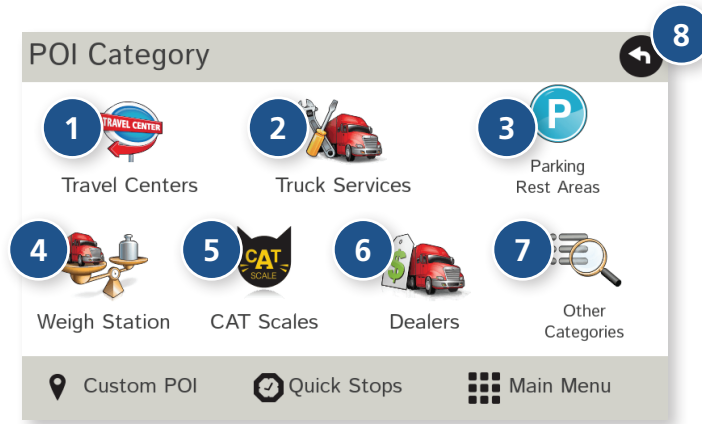 8
POI Category
1
TRAVEL CENTER
2
3
P
Travel Centers
Truck Services
Parking
Rest Areas
4
5
CAT
SCALE
6
$
7
Weigh Station
CAT Scales
Dealers
Other
Categories
Custom POI
Quick Stops
Main Menu